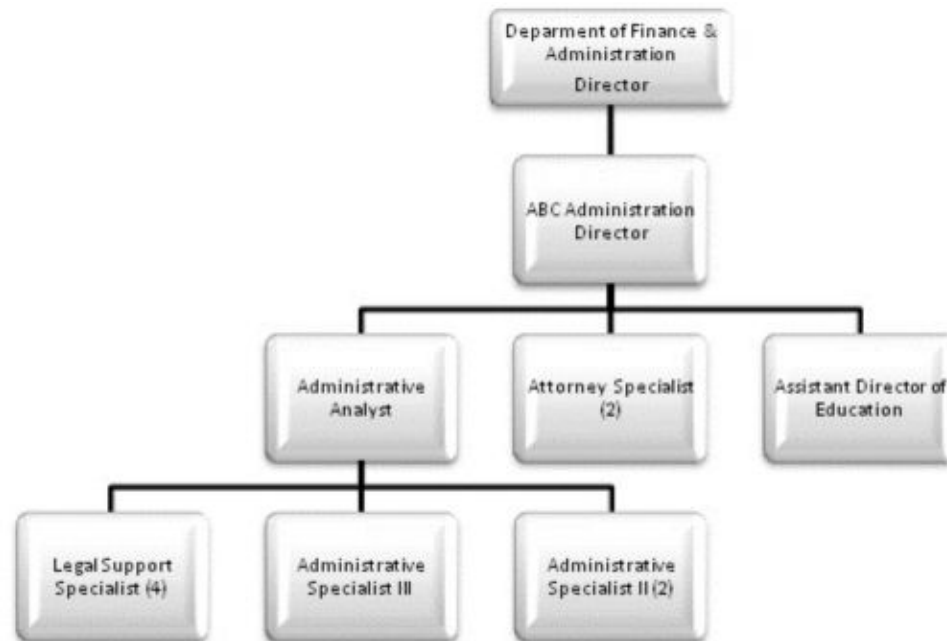 Deparment of Finance &
Administration
Director
ABC Administration
Director
Administrative
Analyst
Attorney Specialist
(2)
Assistant Director of
Education
Legal Support
Specialist (4)
Administrative
Specialist III
Administrative
Specialist II (2)